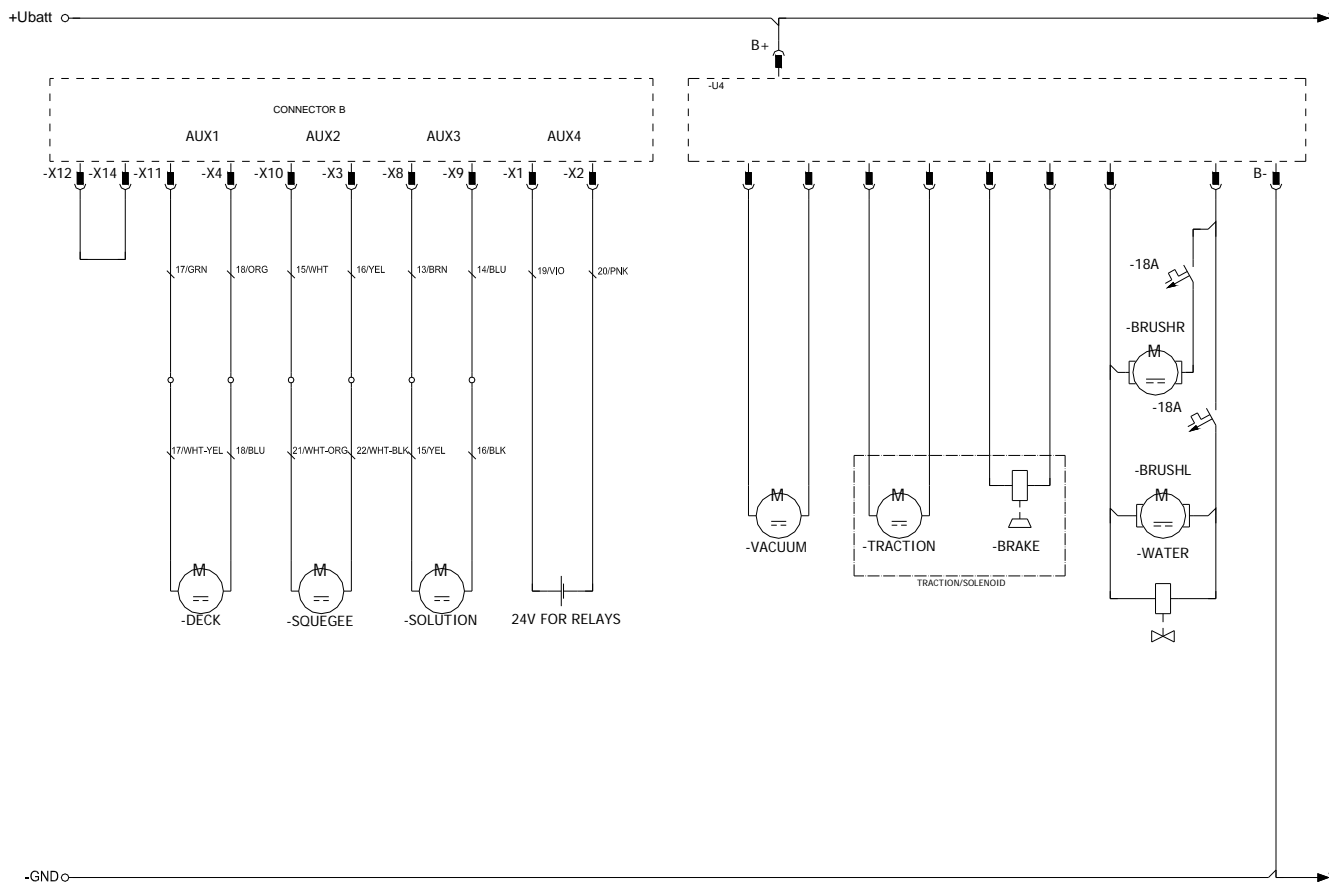 +Ubatt
B+
-U4
CONNECTOR B
AUX1 AUX2 AUX3 AUX4
-X12 -X14 -X11 -X4 -X10 -X3 -X8 -X9 -X1 -X2 B-
17/GRN 18/ORG 15/WHT 16/YEL 13/BRN 14/BLU 19/VIO 20/PNK
-18A
-BRUSHR
M
-18A
17/WHT-YEL 18/BLU 21/WHT-ORG 22/WHT-BLK 15/YEL 16/BLK
-BRUSHL
M M M
-VACUUM -TRACTION -BRAKE -WATER
TRACTION/SOLENOID
M M M
-DECK -SQUEGEE -SOLUTION 24V FOR RELAYS
-GND